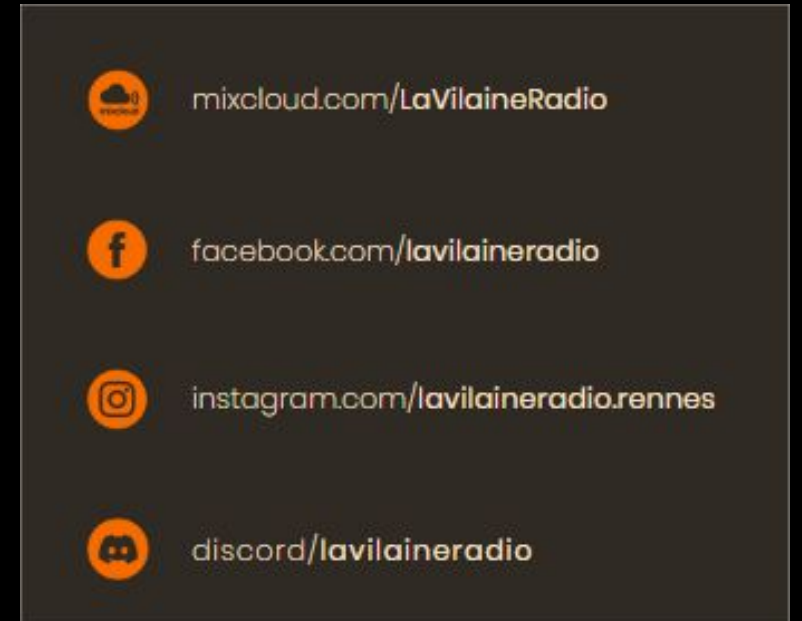 mixcloud.com/LaVilaineRadio
facebook.com/lavilaineradio
instagram.com/lavilaineradio.rennes
discord/lavilaineradio